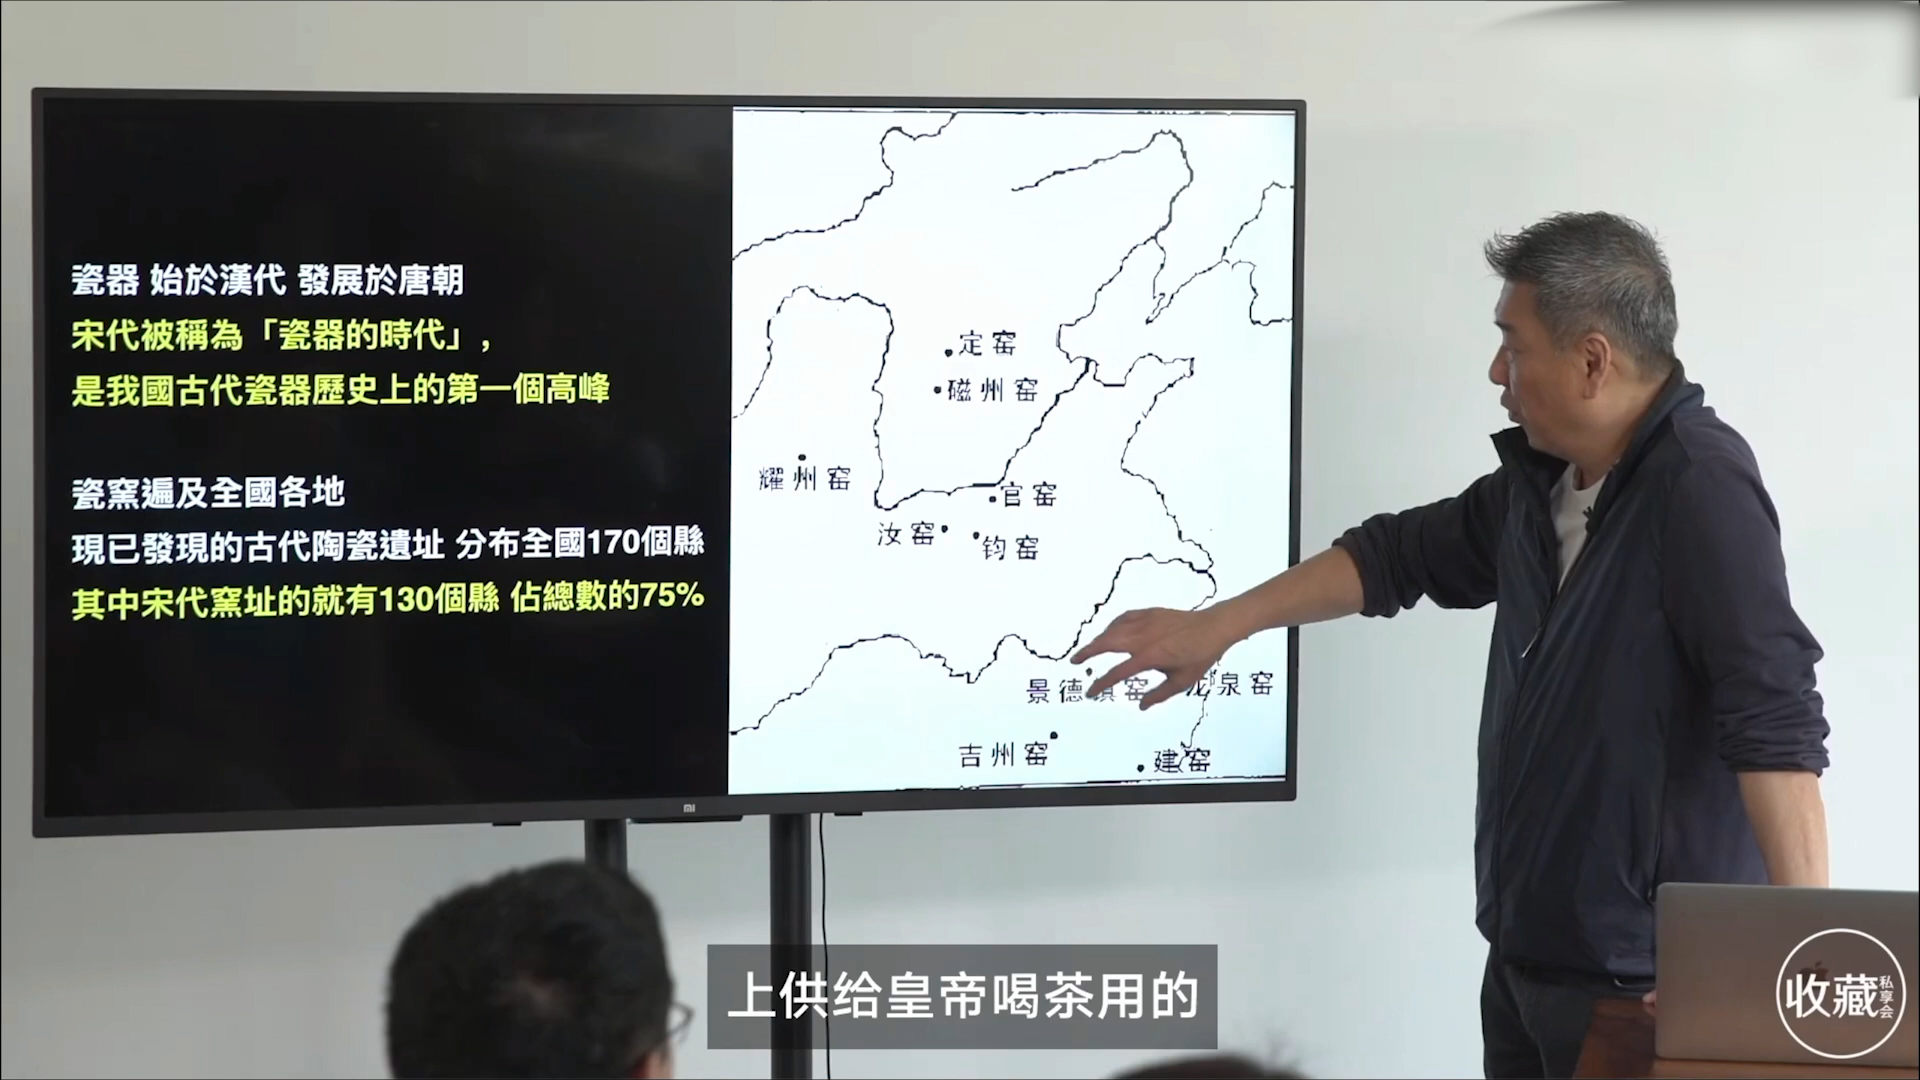 瓷器 始於漢代 發展於唐朝
宋代被稱為「瓷器的時代」,
是我國古代瓷器歷史上的第一個高峰
瓷窯遍及全國各地
現已發現的古代陶瓷遺址 分布全國170個縣
其中宋代窯址的就有130個縣 佔總數的75%
定窑
磁州窑
耀州窑
官窑
汝窑
钧窑
景德镇窑
龙泉窑
吉州窑
建窑
mi
上供给皇帝喝茶用的
收藏
私享会